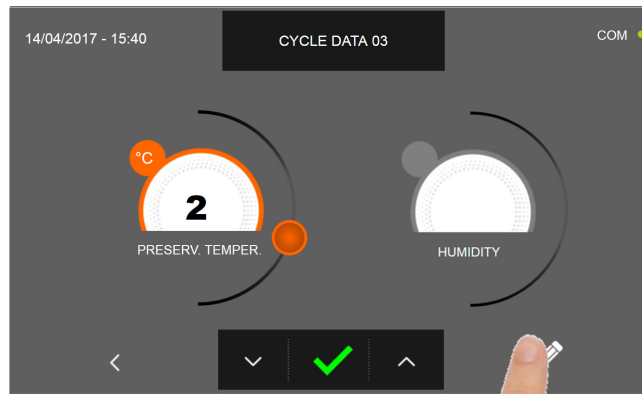 14/04/2017 - 15:40
CYCLE DATA 03
COM
°C
2
PRESERV. TEMPER.
HUMIDITY